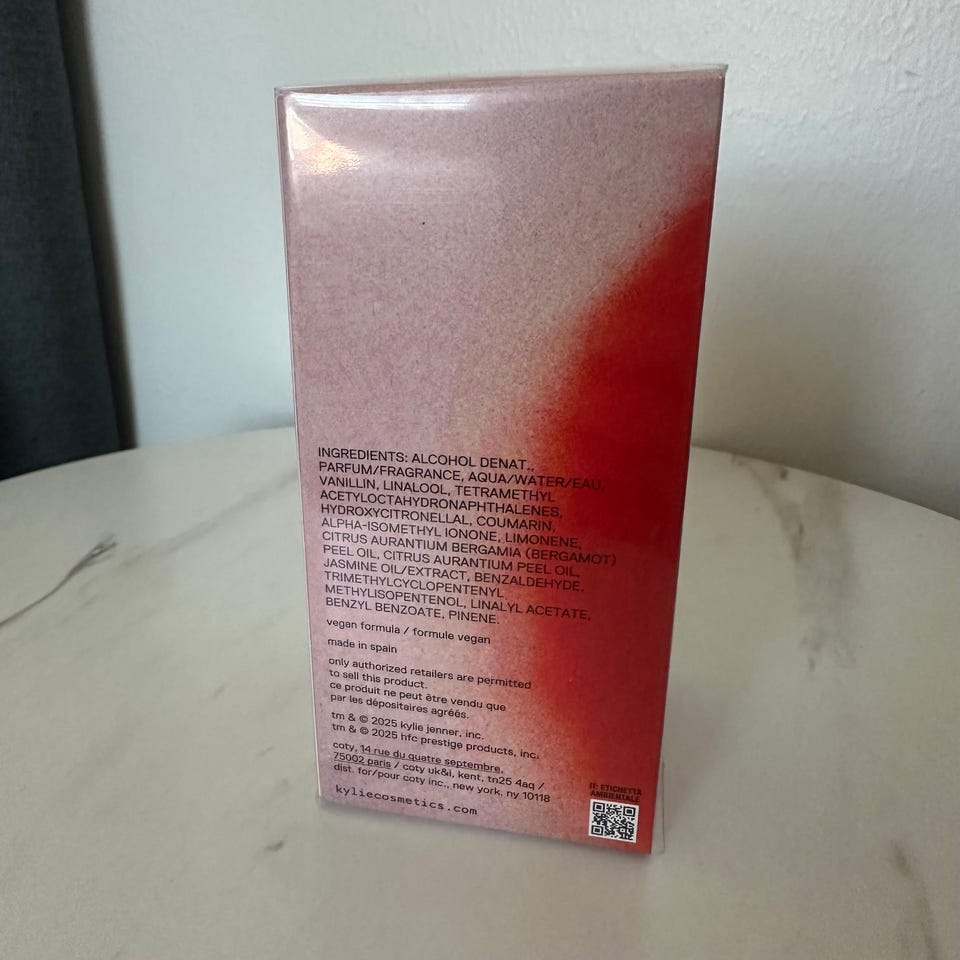 INGREDIENTS: ALCOHOL DENAT.,
PARFUM/FRAGRANCE, AQUA/WATER/EAU,
VANILLIN, LINALOOL, TETRAMETHYL
ACETYLOCTAHYDRONAPHTHALENES,
HYDROXYCITRONELLAL, COUMARIN,
ALPHA-ISOMETHYL IONONE, LIMONENE,
CITRUS AURANTIUM BERGAMIA (BERGAMOT)
PEEL OIL, CITRUS AURANTIUM PEEL OIL,
JASMINE OIL/EXTRACT, BENZALDEHYDE,
TRIMETHYLCYCLOPENTENYL
METHYLISOPENTENOL, LINALYL ACETATE,
BENZYL BENZOATE, PINENE.
vegan formula / formule vegan
made in spain
only authorized retailers are permitted
to sell this product.
ce produit ne peut être vendu que
par les dépositaires agréés.
tm & © 2025 kylie jenner, inc.
tm & © 2025 hfc prestige products, inc.
coty, 14 rue du quatre septembre,
75002 paris / coty uk&i, kent, tn25 4aq /
dist. for/pour coty inc., new york, ny 10118
kyliecosmetics.com
IT: ETICHETTA
AMBIENTALE